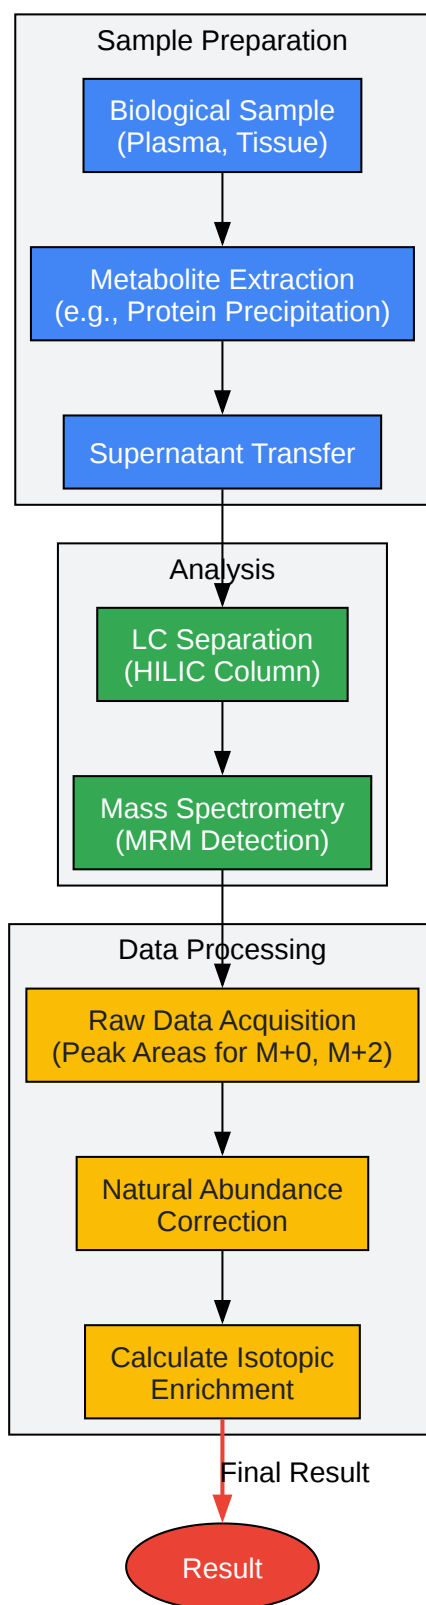 Sample Preparation
Biological Sample
(Plasma, Tissue)
Metabolite Extraction
(e.g., Protein Precipitation)
Supernatant Transfer
Analysis
LC Separation
(HILIC Column)
Mass Spectrometry
(MRM Detection)
Data Processing
Raw Data Acquisition
(Peak Areas for M+0, M+2)
Natural Abundance
Correction
Calculate Isotopic
Enrichment
Final Result
Result